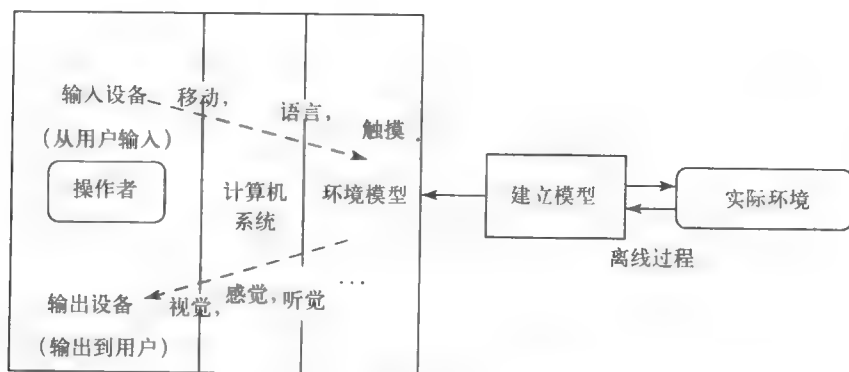 输入设备 移动， 语言， 触摸
（从用户输入）
操作者 计算机系统 环境模型 建立模型 实际环境
离线过程
输出设备 视觉， 感觉， 听觉 …
（输出到用户）